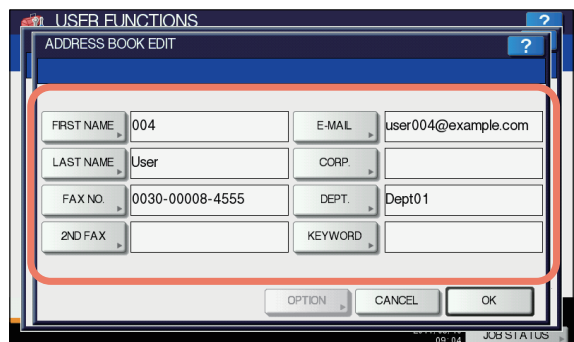 USER FUNCTIONS ?
ADDRESS BOOK EDIT ?
FIRST NAME 004 E-MAIL user004@example.com
LAST NAME User CORP.
FAX NO. 0030-00008-4555 DEPT. Dept01
2ND FAX KEYWORD
OPTION CANCEL OK
09:04 JOB STATUS